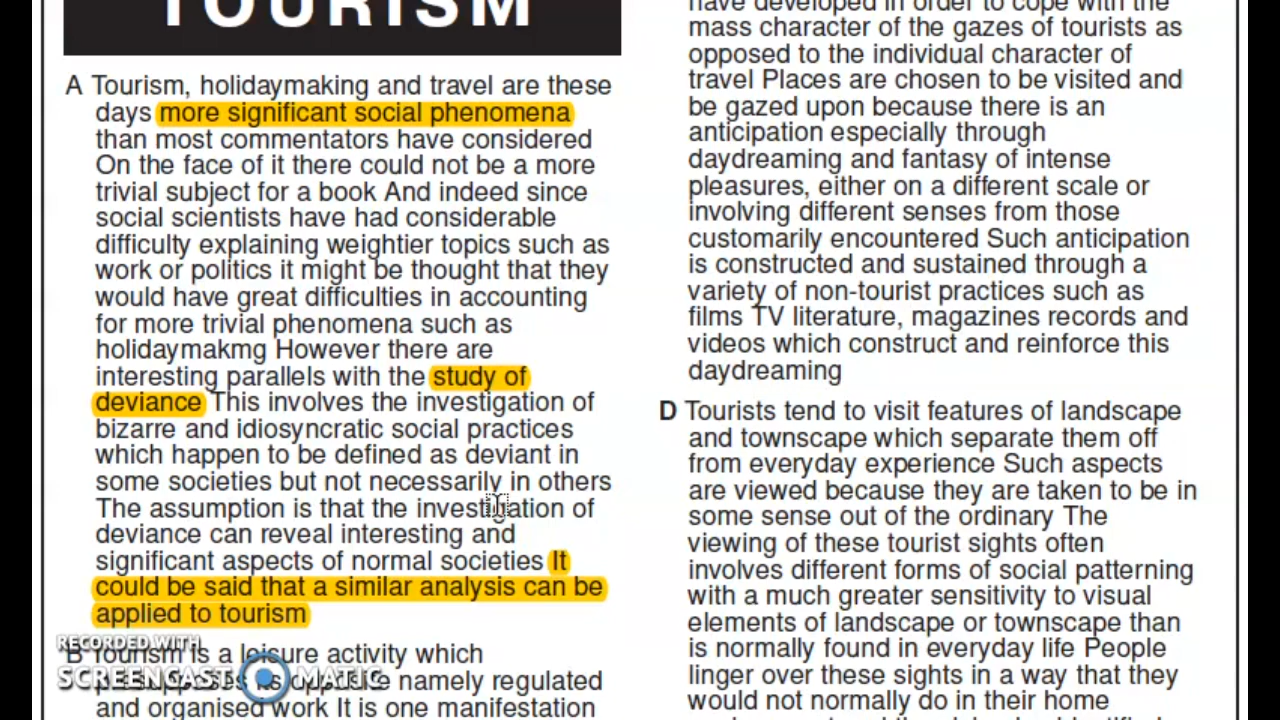 TOURISM
A Tourism, holidaymaking and travel are these
days more significant social phenomena
than most commentators have considered
On the face of it there could not be a more
trivial subject for a book And indeed since
social scientists have had considerable
difficulty explaining weightier topics such as
work or politics it might be thought that they
would have great difficulties in accounting
for more trivial phenomena such as
holidaymakmg However there are
interesting parallels with the study of
deviance This involves the investigation of
bizarre and idiosyncratic social practices
which happen to be defined as deviant in
some societies but not necessarily in others
The assumption is that the investigation of
deviance can reveal interesting and
significant aspects of normal societies It
could be said that a similar analysis can be
applied to tourism
B Tourism is a leisure activity which
presupposes its opposite namely regulated
and organised work It is one manifestation
RECORDED WITH
SCREENCAST MATIC
have developed in order to cope with the
mass character of the gazes of tourists as
opposed to the individual character of
travel Places are chosen to be visited and
be gazed upon because there is an
anticipation especially through
daydreaming and fantasy of intense
pleasures, either on a different scale or
involving different senses from those
customarily encountered Such anticipation
is constructed and sustained through a
variety of non-tourist practices such as
films TV literature, magazines records and
videos which construct and reinforce this
daydreaming
D Tourists tend to visit features of landscape
and townscape which separate them off
from everyday experience Such aspects
are viewed because they are taken to be in
some sense out of the ordinary The
viewing of these tourist sights often
involves different forms of social patterning
with a much greater sensitivity to visual
elements of landscape or townscape than
is normally found in everyday life People
linger over these sights in a way that they
would not normally do in their home